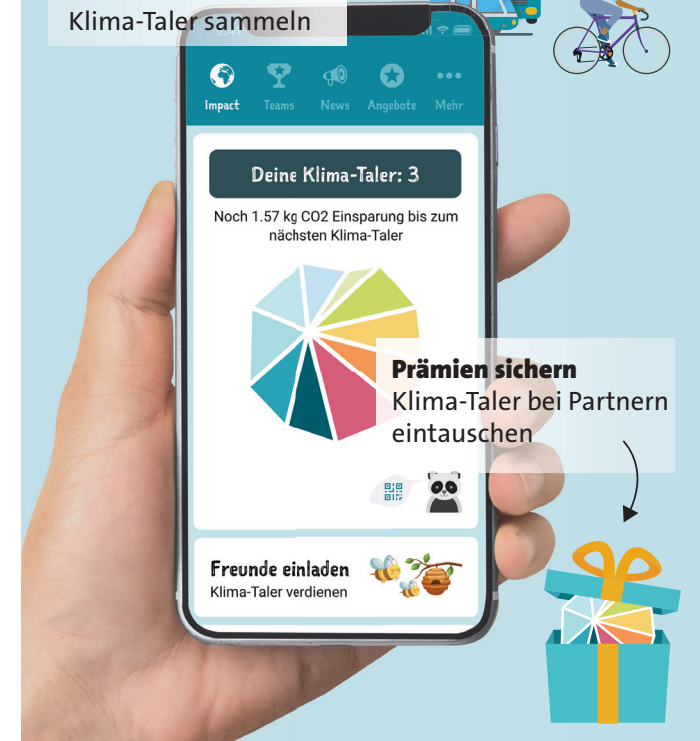 Klima-Taler sammeln
Impact Teams News Angebote Mehr
Deine Klima-Taler: 3
Noch 1.57 kg CO2 Einsparung bis zum
nächsten Klima-Taler
Prämien sichern
Klima-Taler bei Partnern
eintauschen
Freunde einladen
Klima-Taler verdienen